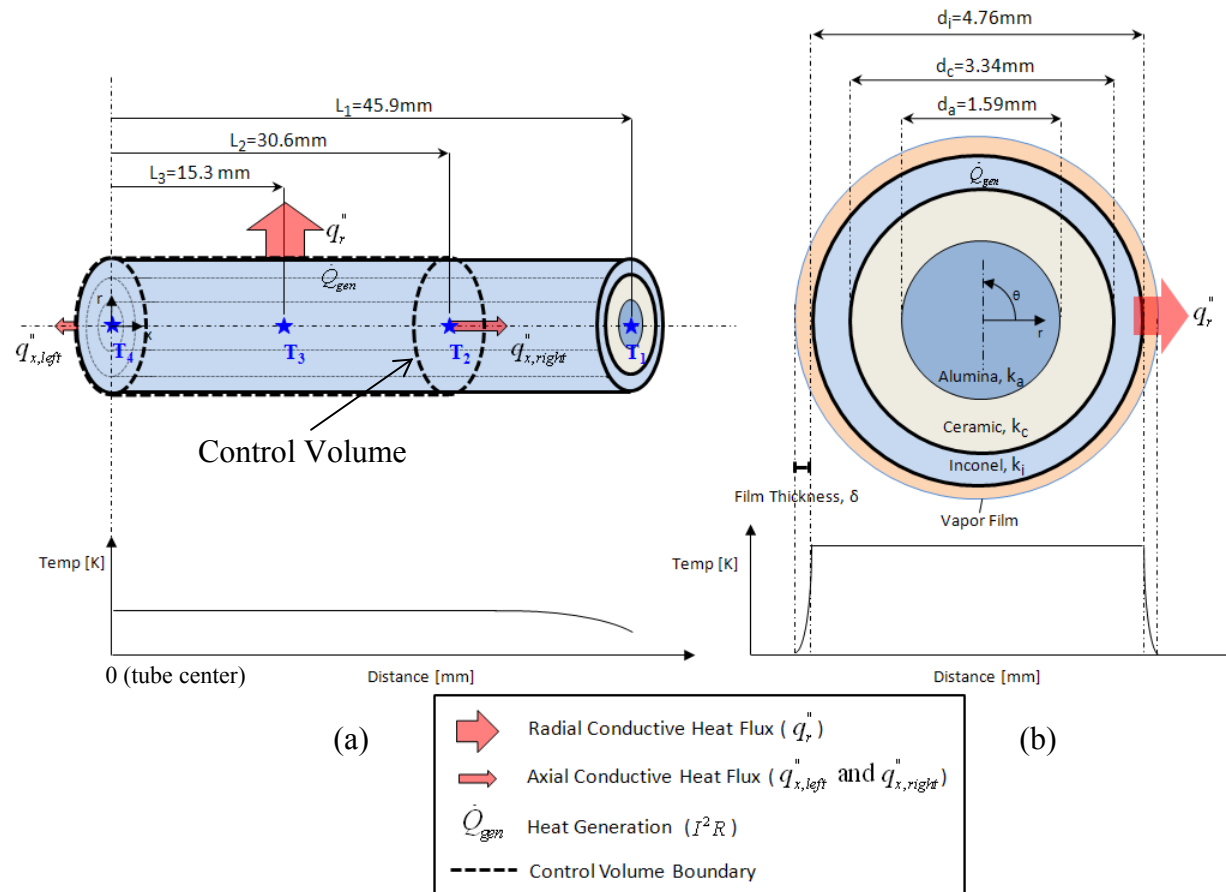 L₁=45.9mm
L₂=30.6mm
L₃=15.3 mm
q"r
Q̇gen
r
x
q"x,left
T₄
T₃
T₂
q"x,right
T₁
Control Volume
Temp [K]
0 (tube center)
Distance [mm]
(a)
dᵢ=4.76mm
d_c=3.34mm
dₐ=1.59mm
Q̇gen
θ
r
q"r
Alumina, kₐ
Ceramic, k_c
Inconel, kᵢ
Film Thickness, δ
Vapor Film
Temp [K]
Distance [mm]
(b)
Radial Conductive Heat Flux ( q"r )
Axial Conductive Heat Flux ( q"x,left and q"x,right)
Q̇gen Heat Generation (I²R)
Control Volume Boundary